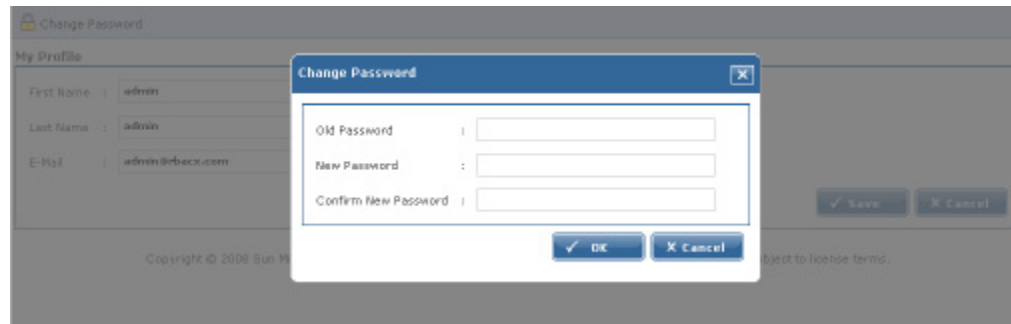 Change Password
My Profile
First Name : admin
Last Name : admin
E-Mail : admin@rbacx.com
Change Password
Old Password :
New Password :
Confirm New Password :
OK Cancel
Save Cancel
Copyright © 2008 Sun
subject to license terms.